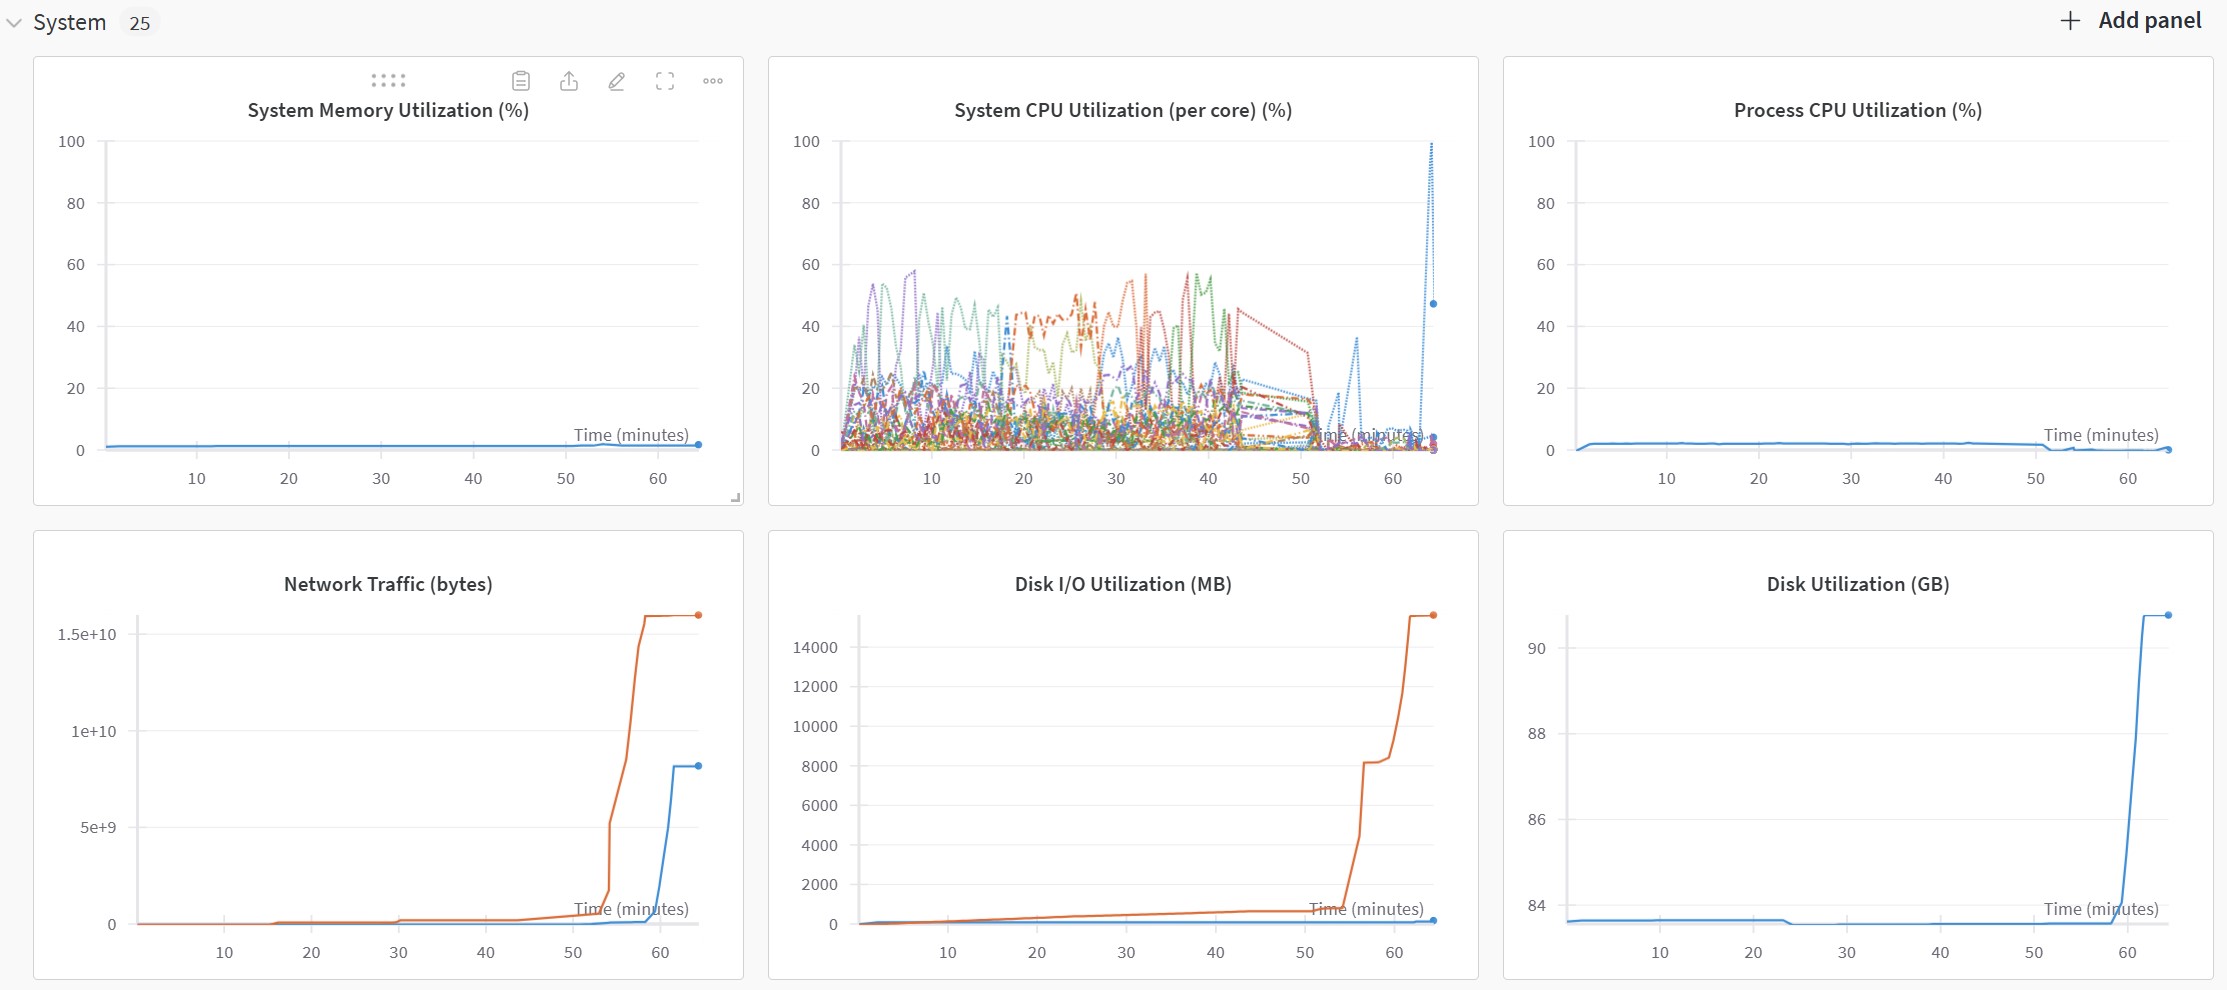 System 25
+ Add panel
System Memory Utilization (%)
100
80
60
40
20
0
Time (minutes)
10 20 30 40 50 60
System CPU Utilization (per core) (%)
100
80
60
40
20
0
Time (minutes)
10 20 30 40 50 60
Process CPU Utilization (%)
100
80
60
40
20
0
Time (minutes)
10 20 30 40 50 60
Network Traffic (bytes)
1.5e+10
1e+10
5e+9
0
Time (minutes)
10 20 30 40 50 60
Disk I/O Utilization (MB)
14000
12000
10000
8000
6000
4000
2000
0
Time (minutes)
10 20 30 40 50 60
Disk Utilization (GB)
90
88
86
84
Time (minutes)
10 20 30 40 50 60